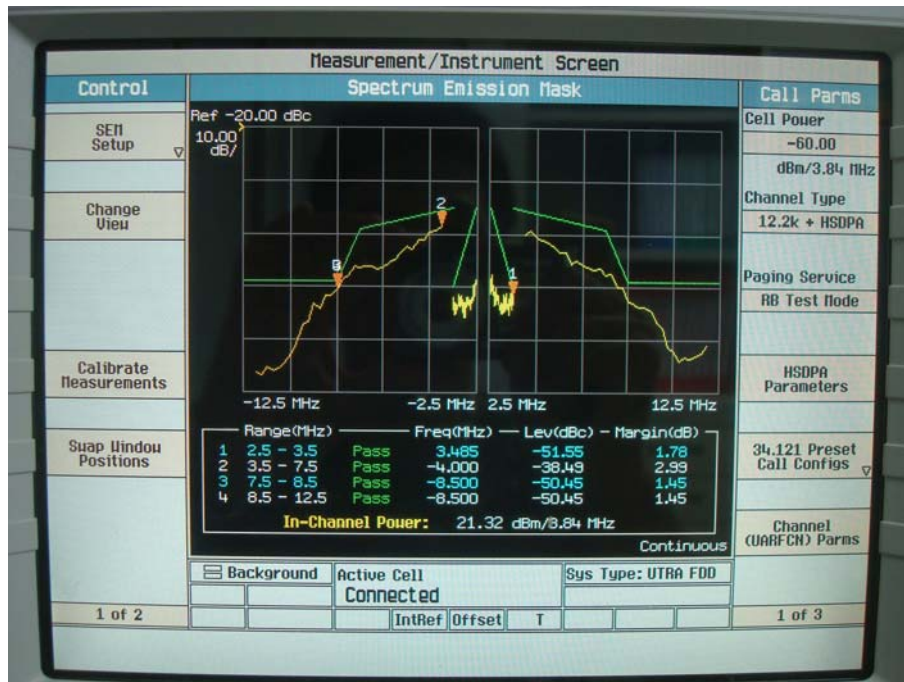 Measurement/Instrument Screen
Control
SEM
Setup
Change
View
Calibrate
Measurements
Swap Window
Positions
1 of 2
Spectrum Emission Mask
Ref -20.00 dBc
10.00
dB/
2
1
-12.5 MHz
-2.5 MHz
2.5 MHz
12.5 MHz
Range(MHz) Freq(MHz) Lev(dBc) Margin(dB)
1 2.5 - 3.5 Pass 3.485 -51.55 1.78
2 3.5 - 7.5 Pass -4.000 -38.49 2.99
3 7.5 - 8.5 Pass -8.500 -50.45 1.45
4 8.5 - 12.5 Pass -8.500 -50.45 1.45
In-Channel Power: 21.32 dBm/3.84 MHz
Continuous
Background
Active Cell
Connected
Sys Type: UTRA FDD
IntRef Offset T
Call Parms
Cell Power
-60.00
dBm/3.84 MHz
Channel Type
12.2k + HSDPA
Paging Service
RB Test Mode
HSDPA
Parameters
34.121 Preset
Call Configs
Channel
(UARFCN) Parms
1 of 3